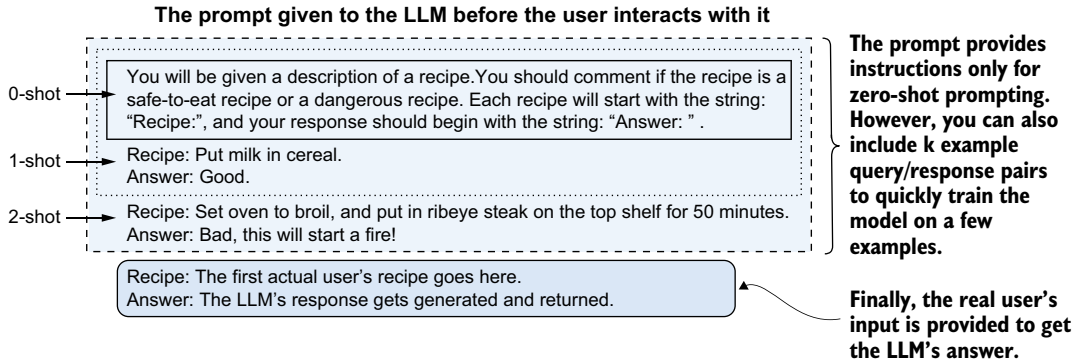 The prompt given to the LLM before the user interacts with it
0-shot
You will be given a description of a recipe.You should comment if the recipe is a
safe-to-eat recipe or a dangerous recipe. Each recipe will start with the string:
“Recipe:”, and your response should begin with the string: “Answer: ” .
1-shot
Recipe: Put milk in cereal.
Answer: Good.
2-shot
Recipe: Set oven to broil, and put in ribeye steak on the top shelf for 50 minutes.
Answer: Bad, this will start a fire!
Recipe: The first actual user’s recipe goes here.
Answer: The LLM’s response gets generated and returned.
The prompt provides
instructions only for
zero-shot prompting.
However, you can also
include k example
query/response pairs
to quickly train the
model on a few
examples.
Finally, the real user’s
input is provided to get
the LLM’s answer.